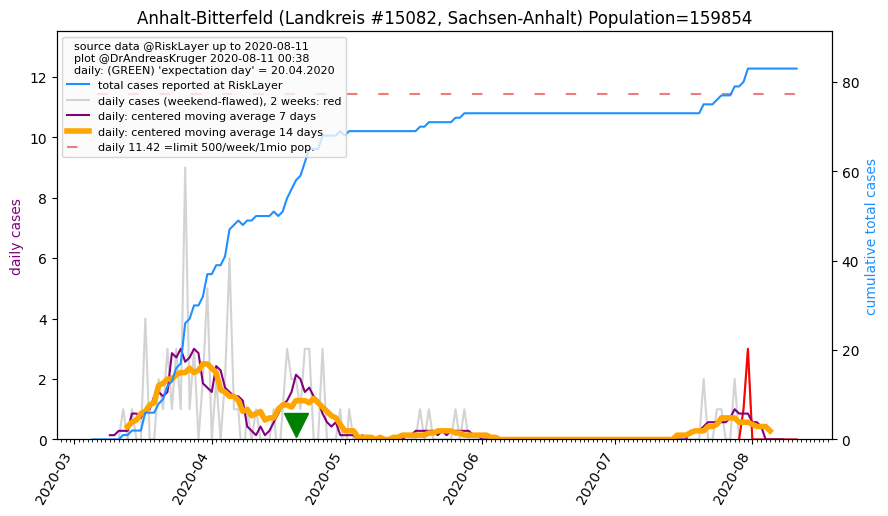 Anhalt-Bitterfeld (Landkreis #15082, Sachsen-Anhalt) Population=159854
source data @RiskLayer up to 2020-08-11
plot @DrAndreasKruger 2020-08-11 00:38
daily: (GREEN) 'expectation day' = 20.04.2020
total cases reported at RiskLayer
daily cases (weekend-flawed), 2 weeks: red
daily: centered moving average 7 days
daily: centered moving average 14 days
daily 11.42 =limit 500/week/1mio pop.
daily cases
12
10
8
6
4
2
0
cumulative total cases
80
60
40
20
0
2020-03
2020-04
2020-05
2020-06
2020-07
2020-08